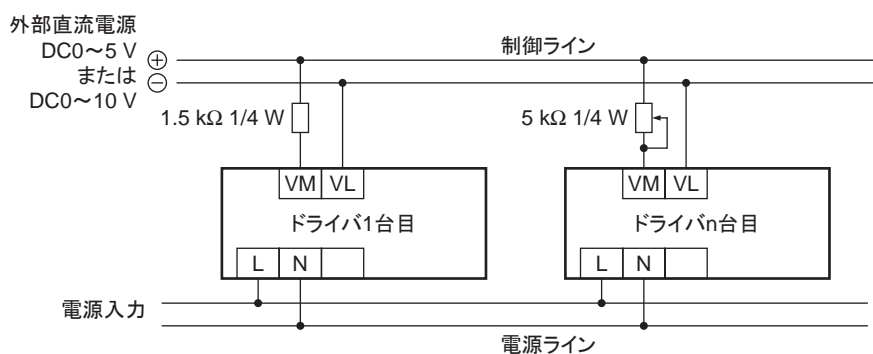 外部直流電源
DC0～5 V
または
DC0～10 V
制御ライン
1.5 kΩ 1/4 W
5 kΩ 1/4 W
VM VL
VM VL
ドライバ1台目
ドライバn台目
L N
L N
電源入力
電源ライン